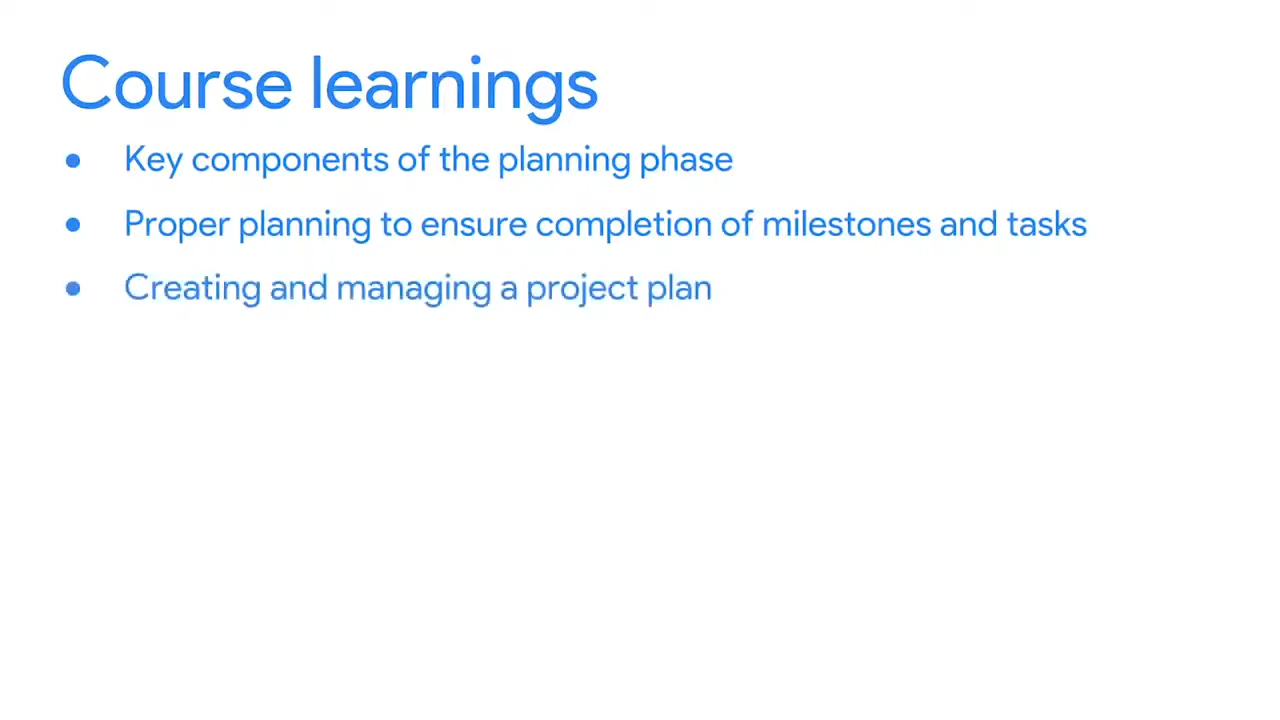 Course learnings
● Key components of the planning phase
● Proper planning to ensure completion of milestones and tasks
● Creating and managing a project plan